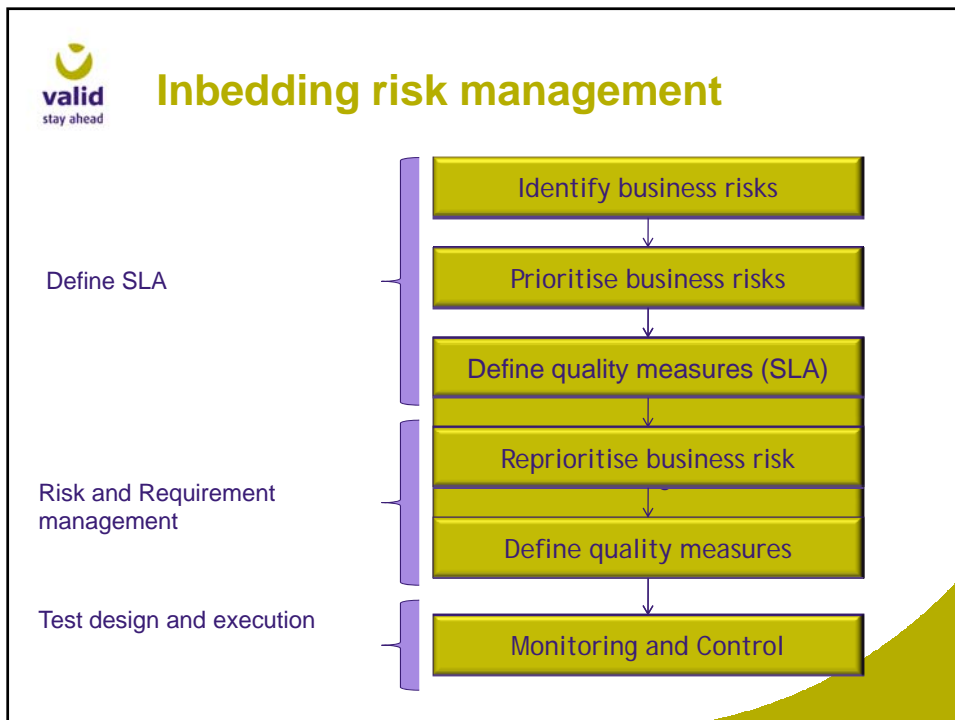 valid
stay ahead
Inbedding risk management
Define SLA
Identify business risks
Prioritise business risks
Define quality measures (SLA)
Risk and Requirement
management
Reprioritise business risk
Define quality measures
Test design and execution
Monitoring and Control